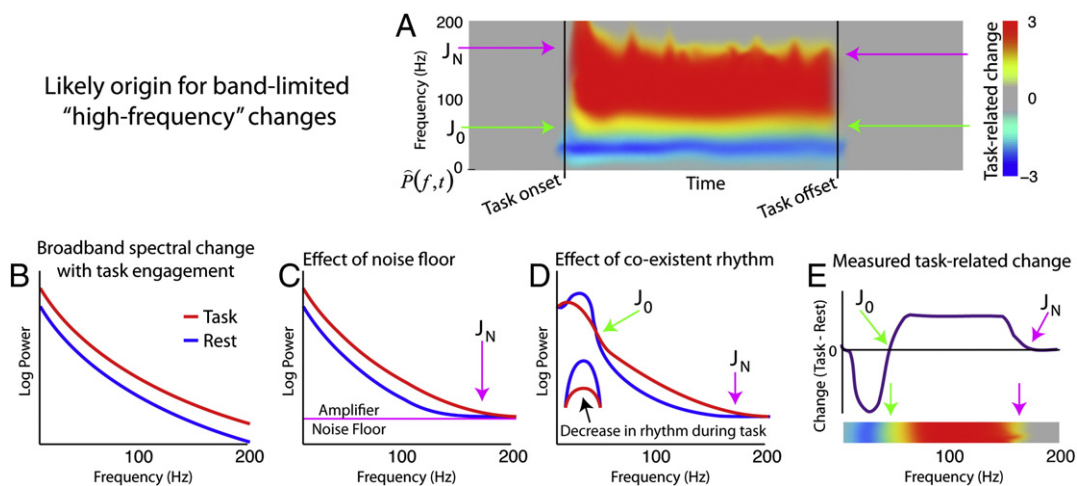 Likely origin for band-limited
“high-frequency” changes
A
Frequency (Hz)
200
100
0
J_N
J_0
P̂(f,t)
Task onset
Time
Task offset
Task-related change
3
0
−3
B
Broadband spectral change
with task engagement
Task
Rest
Log Power
100
200
Frequency (Hz)
C
Effect of noise floor
J_N
Log Power
Amplifier
Noise Floor
100
200
Frequency (Hz)
D
Effect of co-existent rhythm
J_0
J_N
Log Power
Decrease in rhythm during task
100
200
Frequency (Hz)
E
Measured task-related change
J_0
J_N
Change (Task - Rest)
0
100
200
Frequency (Hz)